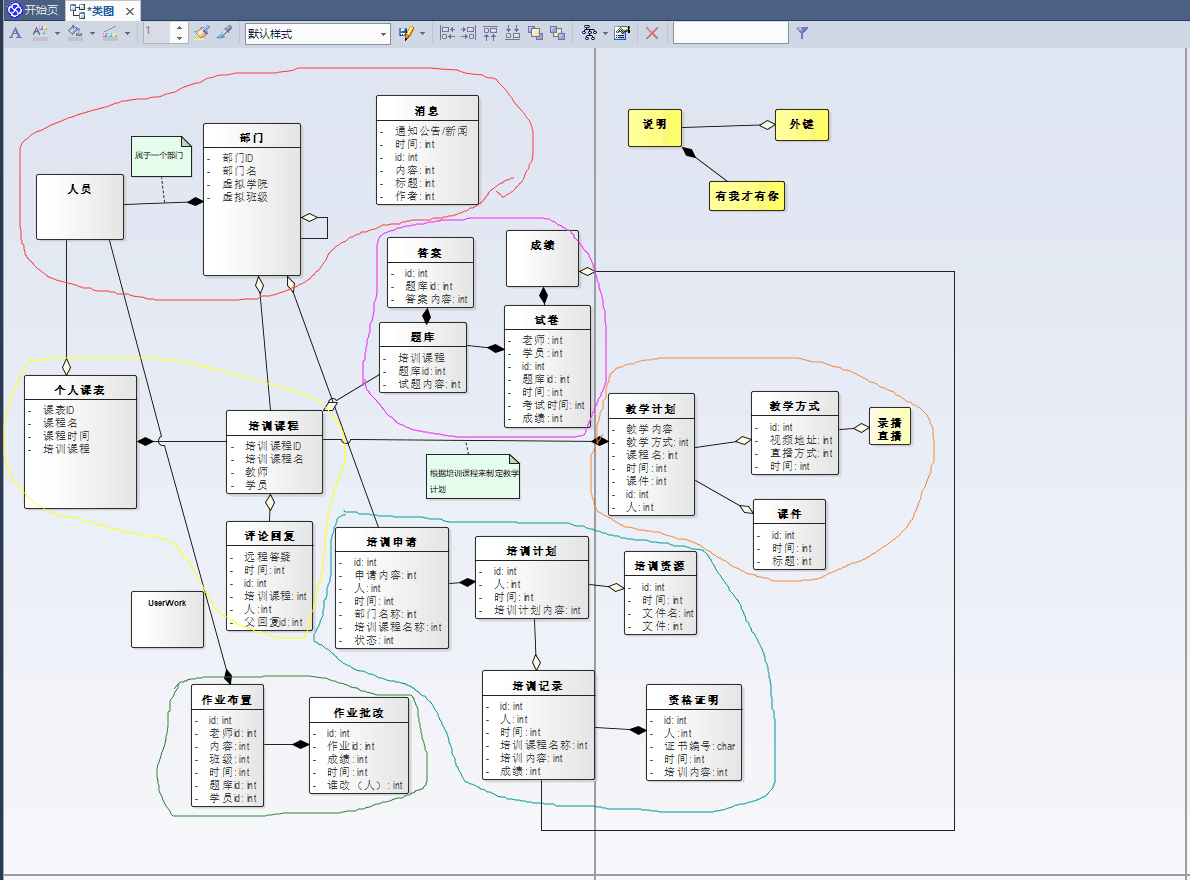 开始页
*类图
1
默认样式
消息
- 通知公告/新闻
- 时间: int
- id: int
- 内容: int
- 标题: int
- 作者: int
部门
- 部门ID
- 部门名
- 虚拟学院
- 虚拟班级
属于一个部门
人员
说明
外键
有我才有你
答案
- id: int
- 题库id: int
- 答案内容: int
成绩
题库
- 培训课程
- 题库id: int
- 试题内容: int
试卷
- 老师: int
- 学员: int
- id: int
- 题库id: int
- 时间: int
- 考试时间: int
- 成绩: int
个人课表
- 课表ID
- 课程名
- 课程时间
- 培训课程
培训课程
- 培训课程ID
- 培训课程名
- 教师
- 学员
根据培训课程来制定教学
计划
教学计划
- 教学内容
- 教学方式: int
- 课程名: int
- 时间: int
- 课件: int
- id: int
- 人: int
教学方式
- id: int
- 视频地址: int
- 直播方式: int
- 时间: int
录播
直播
课件
- id: int
- 时间: int
- 标题: int
评论回复
- 远程答疑
- 时间: int
- id: int
- 培训课程: int
- 人: int
- 父回复id: int
UserWork
培训申请
- id: int
- 申请内容: int
- 人: int
- 时间: int
- 部门名称: int
- 培训课程名称: int
- 状态: int
培训计划
- id: int
- 人: int
- 时间: int
- 培训计划内容: int
培训资源
- id: int
- 时间: int
- 文件名: int
- 文件: int
作业布置
- id: int
- 老师id: int
- 内容: int
- 班级: int
- 时间: int
- 题库id: int
- 学员id: int
作业批改
- id: int
- 作业id: int
- 成绩: int
- 时间: int
- 谁改（人）: int
培训记录
- id: int
- 人: int
- 时间: int
- 培训课程名称: int
- 培训内容: int
- 成绩: int
资格证明
- id: int
- 人: int
- 证书编号: char
- 时间: int
- 培训内容: int